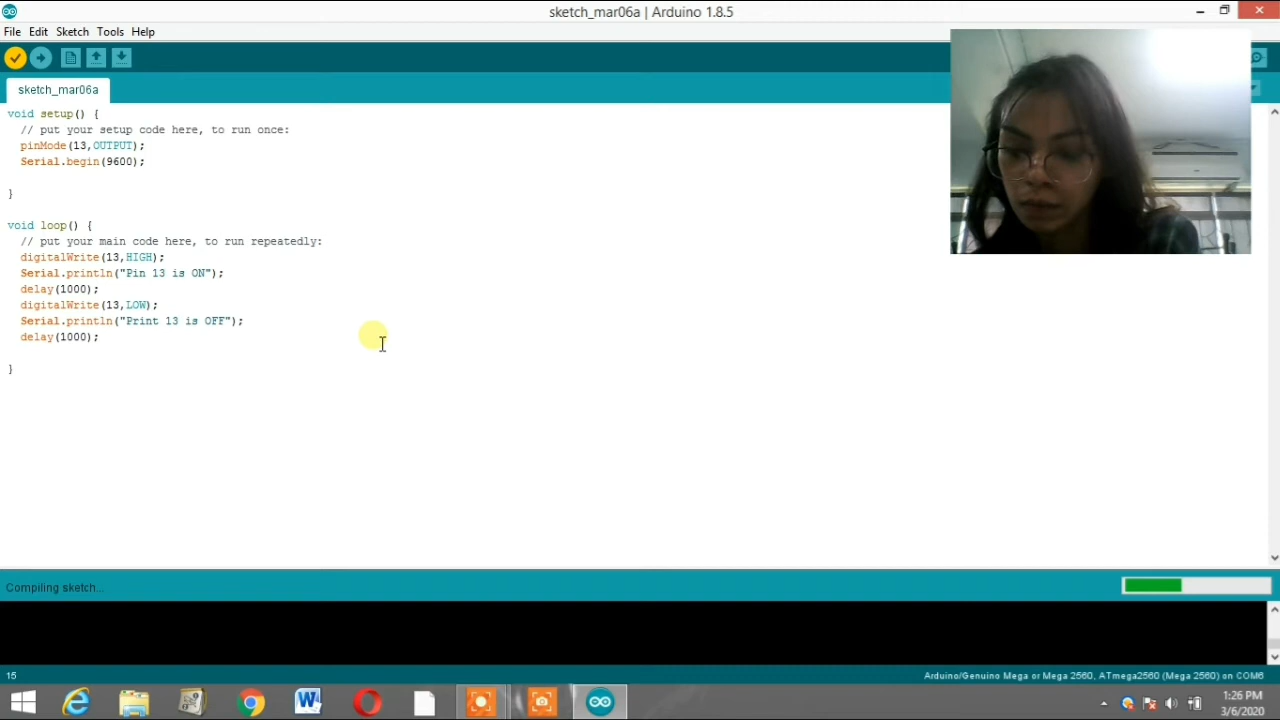 sketch_mar06a | Arduino 1.8.5
File Edit Sketch Tools Help
sketch_mar06a
void setup() {
// put your setup code here, to run once:
pinMode(13,OUTPUT);
Serial.begin(9600);
}
void loop() {
// put your main code here, to run repeatedly:
digitalWrite(13,HIGH);
Serial.println("Pin 13 is ON");
delay(1000);
digitalWrite(13,LOW);
Serial.println("Print 13 is OFF");
delay(1000);
}
Compiling sketch...
15 Arduino/Genuino Mega or Mega 2560, ATmega2560 (Mega 2560) on COM6
1:26 PM
3/6/2020